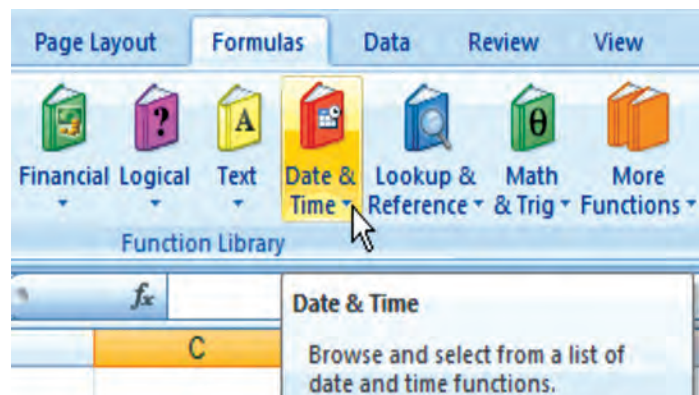 Page Layout Formulas Data Review View
Financial Logical Text Date & Time Lookup & Reference Math & Trig More Functions
A ? θ
Function Library
fx
C
Date & Time
Browse and select from a list of
date and time functions.